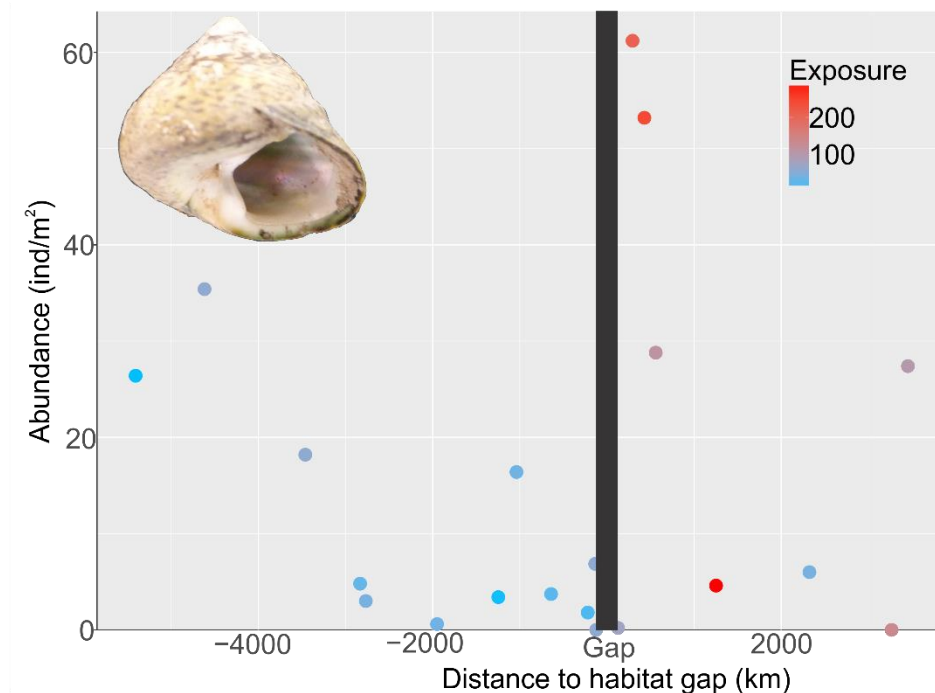 60
40
20
0
Abundance (ind/m²)
Exposure
200
100
−4000
−2000
Gap
2000
Distance to habitat gap (km)